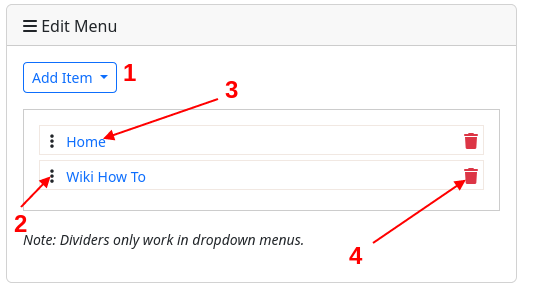 Edit Menu
Add Item
1
3
Home
Wiki How To
2
Note: Dividers only work in dropdown menus.
4